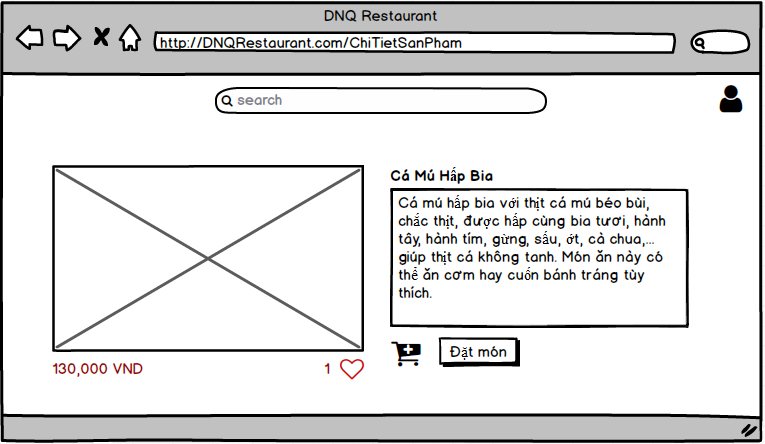 DNQ Restaurant
http://DNQRestaurant.com/ChiTietSanPham
search
Cá Mú Hấp Bia
Cá mú hấp bia với thịt cá mú béo bùi,
chắc thịt, được hấp cùng bia tươi, hành
tây, hành tím, gừng, sấu, ớt, cà chua,...
giúp thịt cá không tanh. Món ăn này có
thể ăn cơm hay cuốn bánh tráng tùy
thích.
Đặt món
130,000 VND
1